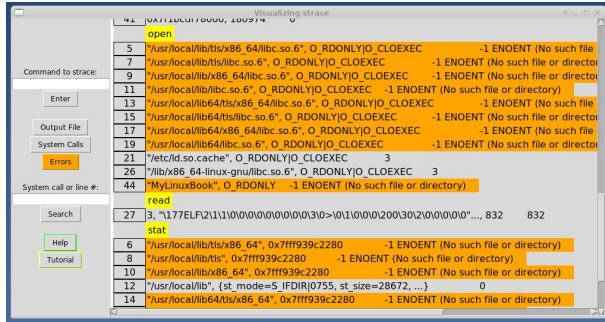 Visualizing strace
Command to strace:
Enter
Output File
System Calls
Errors
System call or line #:
Search
Help
Tutorial
41 0x7f1bcdf78000, 180974 0
open
5 "/usr/local/lib/tls/x86_64/libc.so.6", O_RDONLY|O_CLOEXEC -1 ENOENT (No such file
7 "/usr/local/lib/tls/libc.so.6", O_RDONLY|O_CLOEXEC -1 ENOENT (No such file or director
9 "/usr/local/lib/x86_64/libc.so.6", O_RDONLY|O_CLOEXEC -1 ENOENT (No such file or
11 "/usr/local/lib/libc.so.6", O_RDONLY|O_CLOEXEC -1 ENOENT (No such file or directory)
13 "/usr/local/lib64/tls/x86_64/libc.so.6", O_RDONLY|O_CLOEXEC -1 ENOENT (No such file
15 "/usr/local/lib64/tls/libc.so.6", O_RDONLY|O_CLOEXEC -1 ENOENT (No such file or
17 "/usr/local/lib64/x86_64/libc.so.6", O_RDONLY|O_CLOEXEC -1 ENOENT (No such file
19 "/usr/local/lib64/libc.so.6", O_RDONLY|O_CLOEXEC -1 ENOENT (No such file or director
21 "/etc/ld.so.cache", O_RDONLY|O_CLOEXEC 3
26 "/lib/x86_64-linux-gnu/libc.so.6", O_RDONLY|O_CLOEXEC 3
44 "MyLinuxBook", O_RDONLY -1 ENOENT (No such file or directory)
read
27 3, "\177ELF\2\1\1\0\0\0\0\0\0\0\0\0\3\0>\0\1\0\0\0\200\30\2\0\0\0\0\0"..., 832 832
stat
6 "/usr/local/lib/tls/x86_64", 0x7fff939c2280 -1 ENOENT (No such file or directory)
8 "/usr/local/lib/tls", 0x7fff939c2280 -1 ENOENT (No such file or directory)
10 "/usr/local/lib/x86_64", 0x7fff939c2280 -1 ENOENT (No such file or directory)
12 "/usr/local/lib", {st_mode=S_IFDIR|0755, st_size=28672, ...} 0
14 "/usr/local/lib64/tls/x86_64", 0x7fff939c2280 -1 ENOENT (No such file or directory)